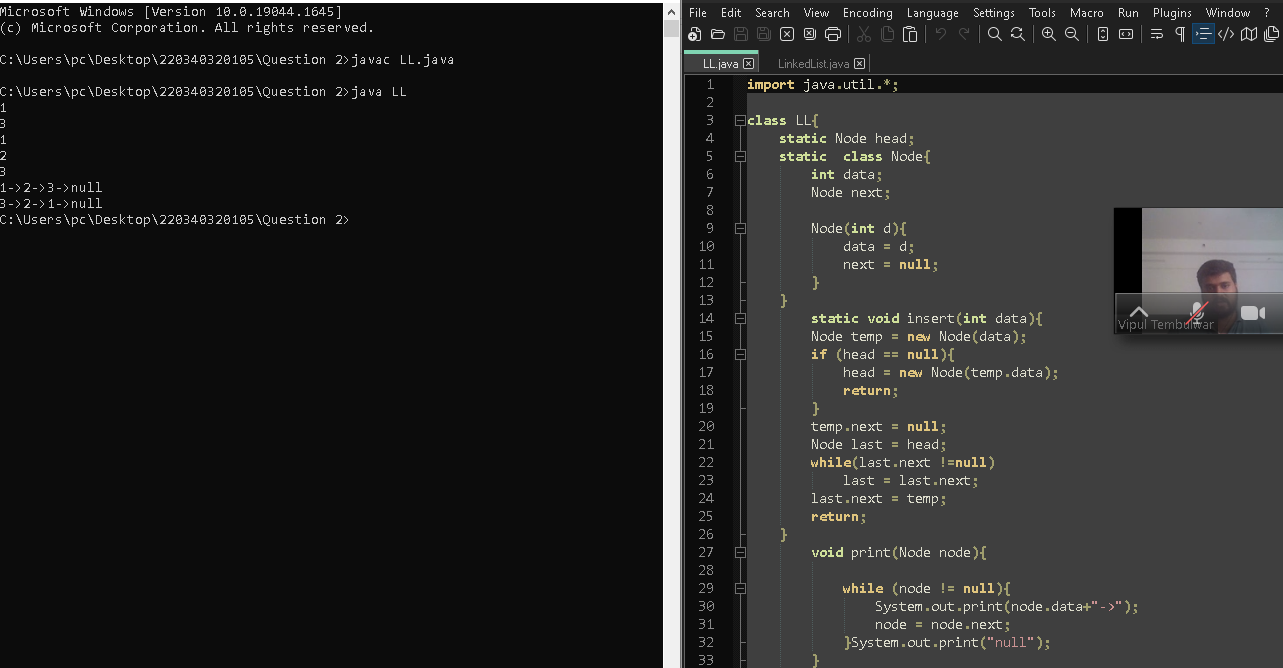 Microsoft Windows [Version 10.0.19044.1645]
(c) Microsoft Corporation. All rights reserved.
C:\Users\pc\Desktop\220340320105\Question 2>javac LL.java
C:\Users\pc\Desktop\220340320105\Question 2>java LL
1
3
1
2
3
1->2->3->null
3->2->1->null
C:\Users\pc\Desktop\220340320105\Question 2>
File Edit Search View Encoding Language Settings Tools Macro Run Plugins Window ?
LL.java LinkedList.java
1 import java.util.*;
2
3 class LL{
4 static Node head;
5 static  class Node{
6 int data;
7 Node next;
8
9 Node(int d){
10 data = d;
11 next = null;
12 }
13 }
14 static void insert(int data){
15 Node temp = new Node(data);
16 if (head == null){
17 head = new Node(temp.data);
18 return;
19 }
20 temp.next = null;
21 Node last = head;
22 while(last.next !=null)
23 last = last.next;
24 last.next = temp;
25 return;
26 }
27 void print(Node node){
28
29 while (node != null){
30 System.out.print(node.data+"->");
31 node = node.next;
32 }System.out.print("null");
33 }
Vipul Tembulwar